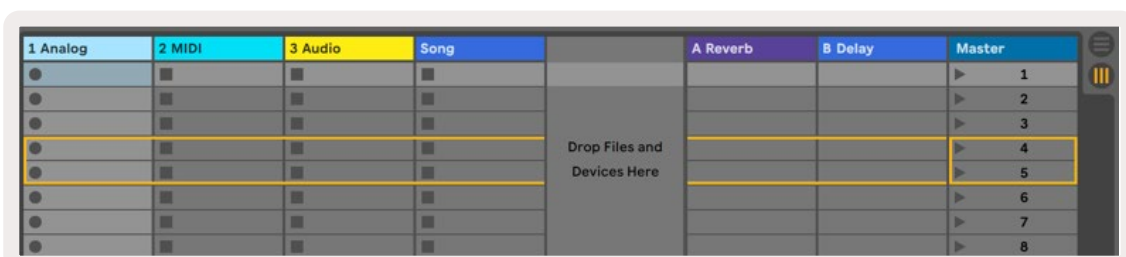 1 Analog 2 MIDI 3 Audio Song A Reverb B Delay Master
1
2
3
Drop Files and 4
Devices Here 5
6
7
8